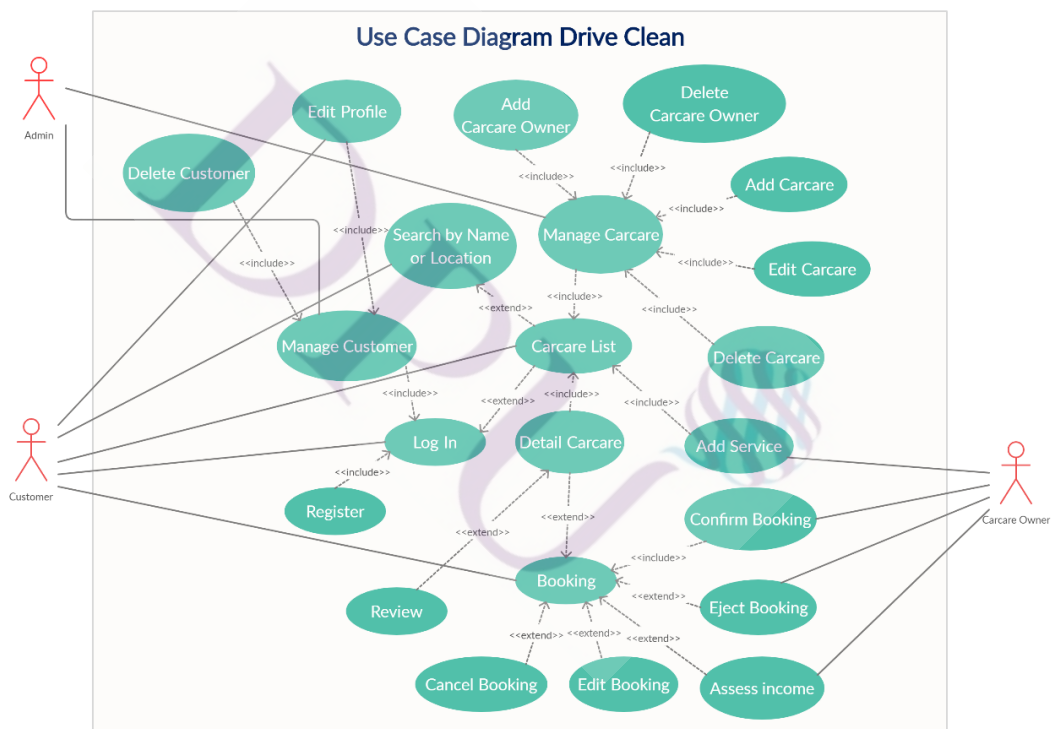 Use Case Diagram Drive Clean
Admin
Edit Profile
Add
Carcare Owner
Delete
Carcare Owner
Delete Customer
<<include>>
<<include>>
Add Carcare
<<include>>
<<include>>
Search by Name
or Location
Manage Carcare
<<include>>
<<include>>
Edit Carcare
<<include>>
<<extend>>
<<include>>
Manage Customer
Carcare List
Delete Carcare
<<include>>
<<extend>>
<<include>>
<<include>>
Log In
Detail Carcare
Add Service
Customer
<<include>>
Carcare Owner
Register
<<extend>>
<<extend>>
Confirm Booking
<<include>>
Booking
Review
<<extend>>
Eject Booking
<<extend>>
<<extend>>
<<extend>>
Cancel Booking
Edit Booking
Assess income
UPU